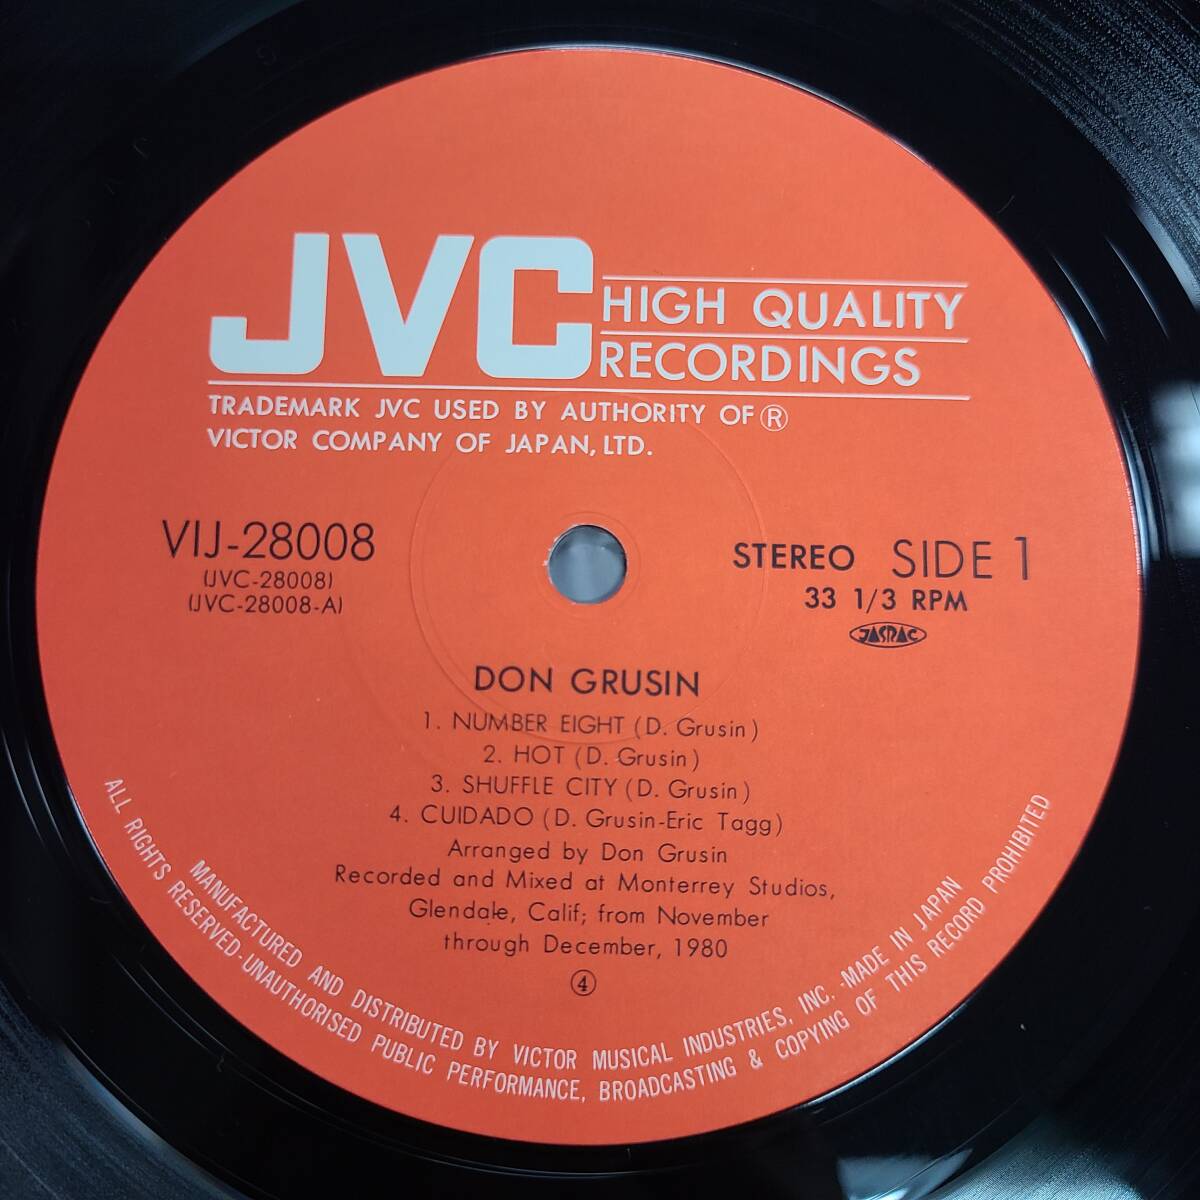 JVC
HIGH QUALITY
RECORDINGS
TRADEMARK JVC USED BY AUTHORITY OF ®
VICTOR COMPANY OF JAPAN, LTD.
VIJ-28008
(JVC-28008)
(JVC-28008-A)
STEREO SIDE 1
33 1/3 RPM
JASRAC
DON GRUSIN
1. NUMBER EIGHT (D. Grusin)
2. HOT (D. Grusin)
3. SHUFFLE CITY (D. Grusin)
4. CUIDADO (D. Grusin-Eric Tagg)
Arranged by Don Grusin
Recorded and Mixed at Monterrey Studios,
Glendale, Calif; from November
through December, 1980
④
MANUFACTURED AND DISTRIBUTED BY VICTOR MUSICAL INDUSTRIES, INC. -MADE IN JAPAN
ALL RIGHTS RESERVED-UNAUTHORISED PUBLIC PERFORMANCE, BROADCASTING & COPYING OF THIS RECORD PROHIBITED